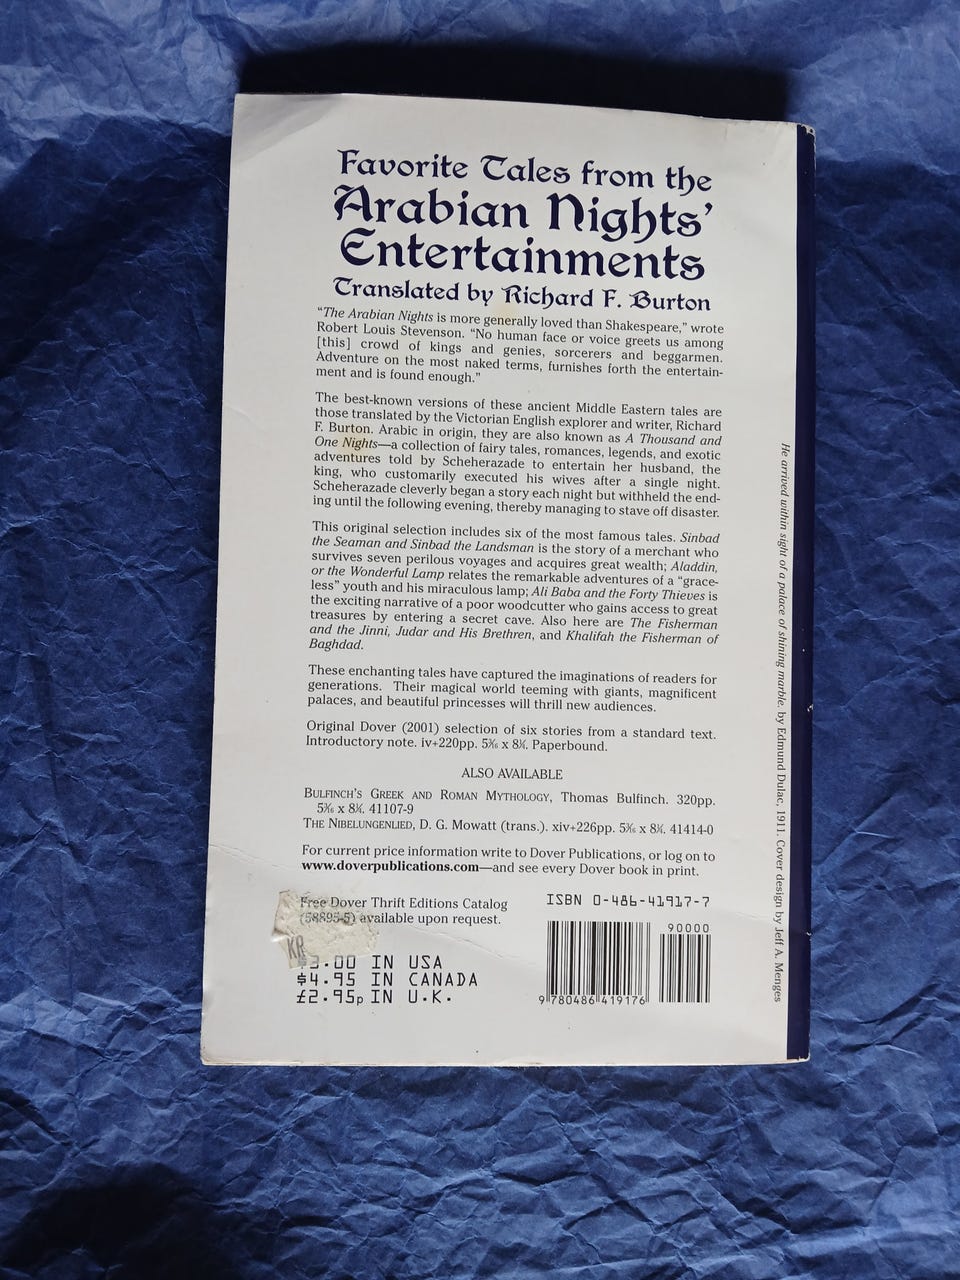 Favorite Tales from the
Arabian Nights'
Entertainments
Translated by Richard F. Burton
“The Arabian Nights is more generally loved than Shakespeare,” wrote
Robert Louis Stevenson. “No human face or voice greets us among
[this] crowd of kings and genies, sorcerers and beggarmen.
Adventure on the most naked terms, furnishes forth the entertain-
ment and is found enough.”
The best-known versions of these ancient Middle Eastern tales are
those translated by the Victorian English explorer and writer, Richard
F. Burton. Arabic in origin, they are also known as A Thousand and
One Nights—a collection of fairy tales, romances, legends, and exotic
adventures told by Scheherazade to entertain her husband, the
king, who customarily executed his wives after a single night.
Scheherazade cleverly began a story each night but withheld the end-
ing until the following evening, thereby managing to stave off disaster.
This original selection includes six of the most famous tales. Sinbad
the Seaman and Sinbad the Landsman is the story of a merchant who
survives seven perilous voyages and acquires great wealth; Aladdin,
or the Wonderful Lamp relates the remarkable adventures of a “grace-
less” youth and his miraculous lamp; Ali Baba and the Forty Thieves is
the exciting narrative of a poor woodcutter who gains access to great
treasures by entering a secret cave. Also here are The Fisherman
and the Jinni, Judar and His Brethren, and Khalifah the Fisherman of
Baghdad.
These enchanting tales have captured the imaginations of readers for
generations. Their magical world teeming with giants, magnificent
palaces, and beautiful princesses will thrill new audiences.
Original Dover (2001) selection of six stories from a standard text.
Introductory note. iv+220pp. 5³⁄₁₆ x 8¼. Paperbound.
ALSO AVAILABLE
BULFINCH'S GREEK AND ROMAN MYTHOLOGY, Thomas Bulfinch. 320pp.
5³⁄₁₆ x 8¼. 41107-9
THE NIBELUNGENLIED, D. G. Mowatt (trans.). xiv+226pp. 5³⁄₁₆ x 8¼. 41414-0
For current price information write to Dover Publications, or log on to
www.doverpublications.com—and see every Dover book in print.
Free Dover Thrift Editions Catalog
(58895-5) available upon request.
KR
$3.00 IN USA
$4.95 IN CANADA
£2.95p IN U.K.
ISBN 0-486-41917-7
90000
9 780486 419176
He arrived within sight of a palace of shining marble. by Edmund Dulac, 1911. Cover design by Jeff A. Menges